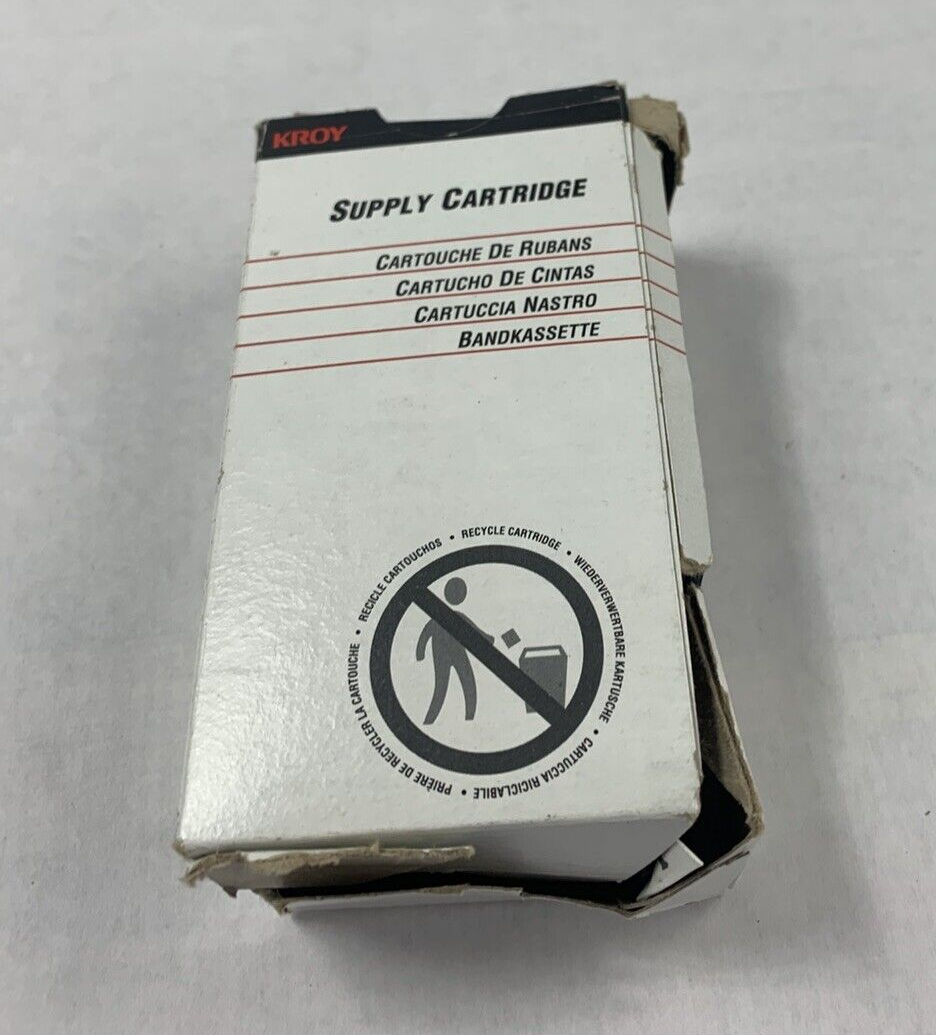 KROY
SUPPLY CARTRIDGE
CARTOUCHE DE RUBANS
CARTUCHO DE CINTAS
CARTUCCIA NASTRO
BANDKASSETTE
RECYCLE CARTRIDGE • WIEDERVERWERTBARE KARTUSCHE • CARTUCCIA RICICLABILE • PRIÈRE DE RECYCLER LA CARTOUCHE • RECICLE CARTOUCHOS •